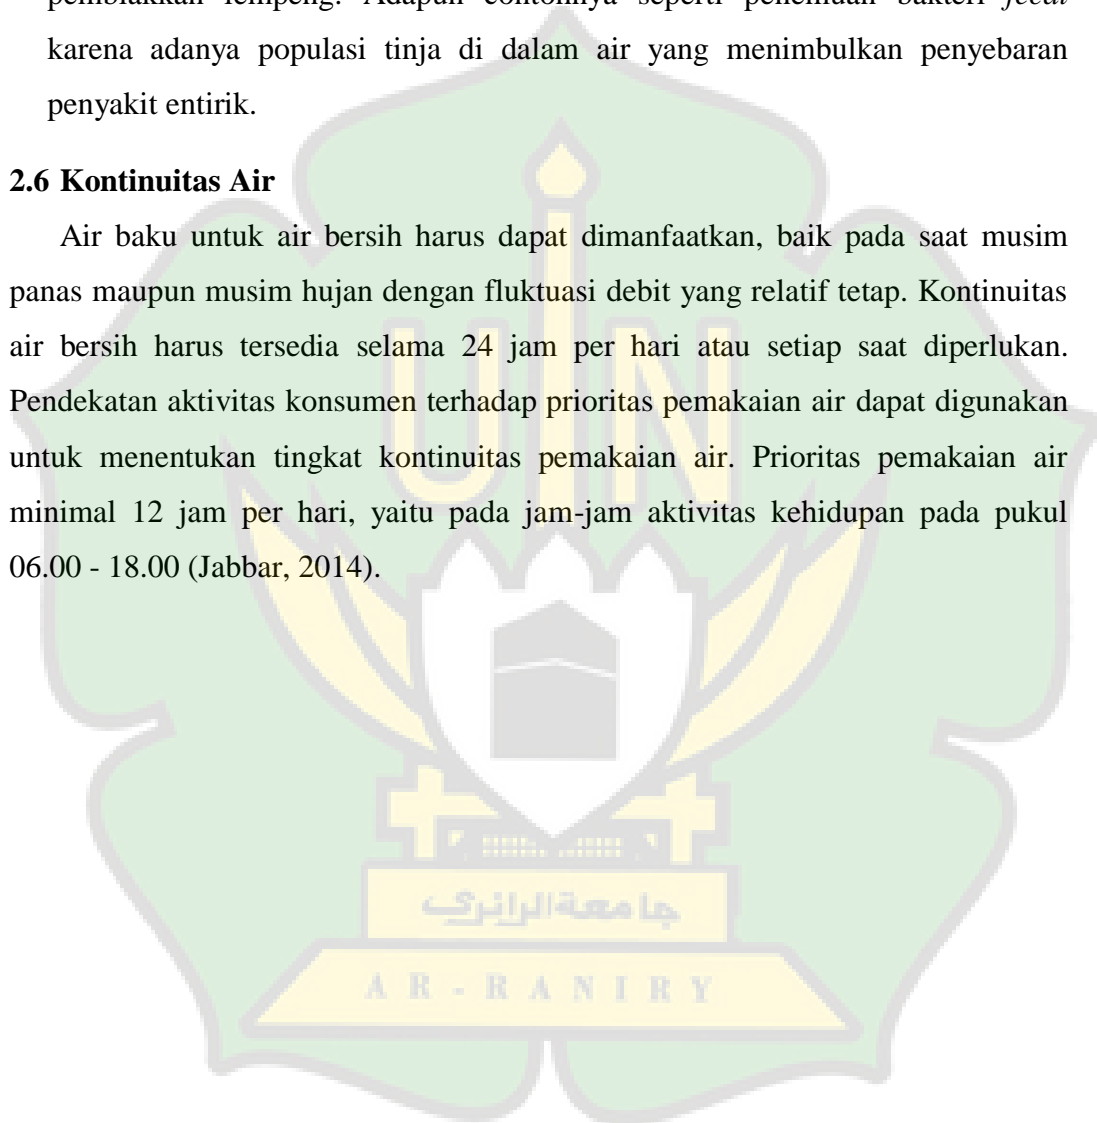 pembiakkan lempeng. Adapun contohnya seperti penemuan bakteri fecal
karena adanya populasi tinja di dalam air yang menimbulkan penyebaran
penyakit entirik.
2.6 Kontinuitas Air
Air baku untuk air bersih harus dapat dimanfaatkan, baik pada saat musim
panas maupun musim hujan dengan fluktuasi debit yang relatif tetap. Kontinuitas
air bersih harus tersedia selama 24 jam per hari atau setiap saat diperlukan.
Pendekatan aktivitas konsumen terhadap prioritas pemakaian air dapat digunakan
untuk menentukan tingkat kontinuitas pemakaian air. Prioritas pemakaian air
minimal 12 jam per hari, yaitu pada jam-jam aktivitas kehidupan pada pukul
06.00 - 18.00 (Jabbar, 2014).
UIN
جامعة الرانري
AR-RANIRY